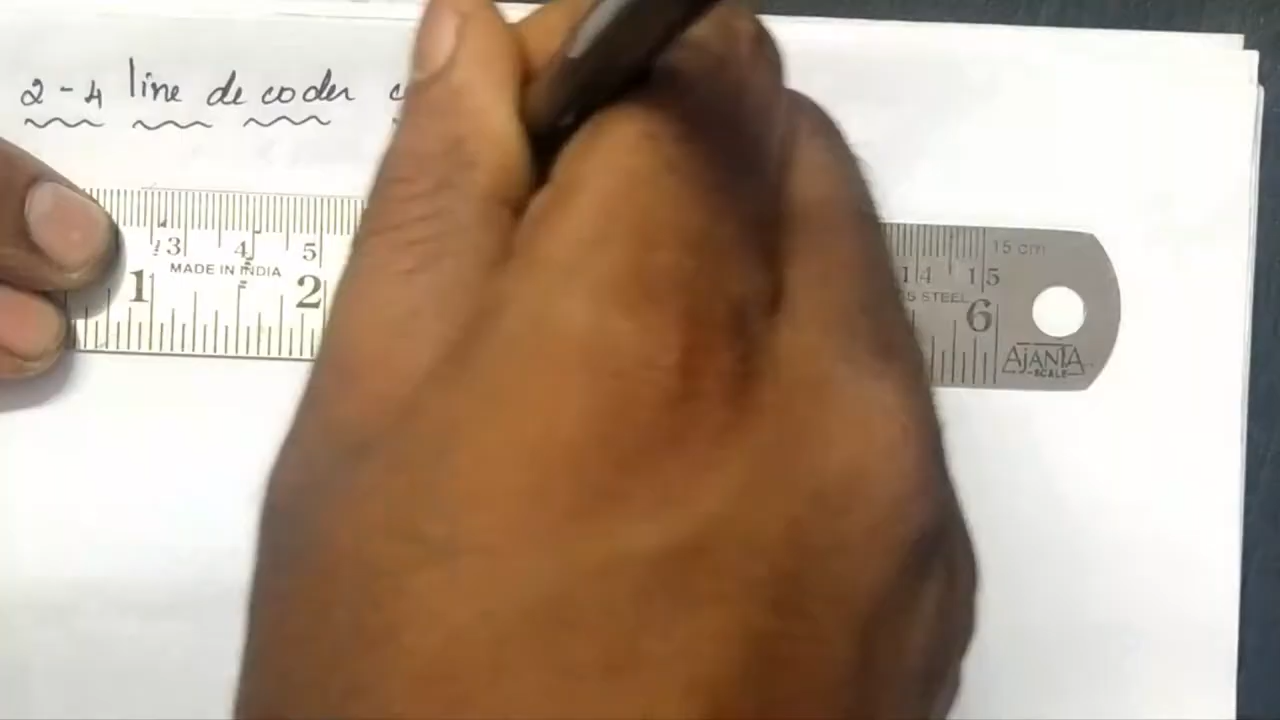 2-4 line decoder
3 4 5 14 15 15 cm
MADE IN INDIA
STEEL
1 2 6
AJANTA
SCALE